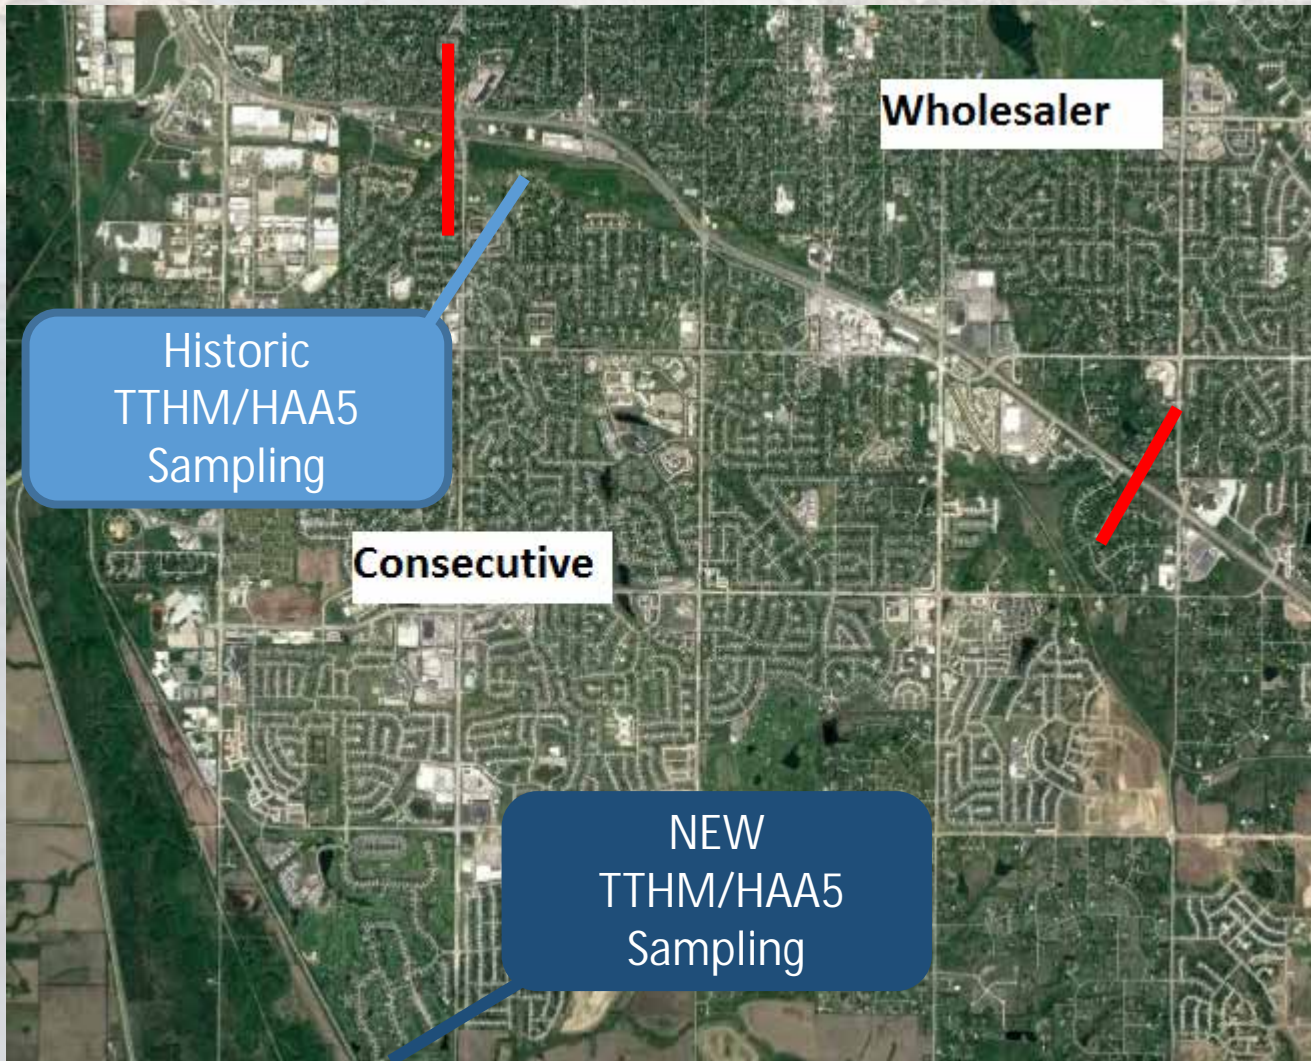 Wholesaler
Historic
TTHM/HAA5
Sampling
Consecutive
NEW
TTHM/HAA5
Sampling